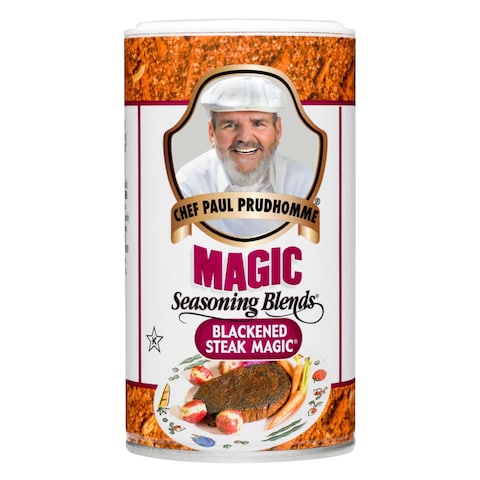 CHEF PAUL PRUDHOMME®
MAGIC
Seasoning Blends®
BLACKENED
STEAK MAGIC®
K